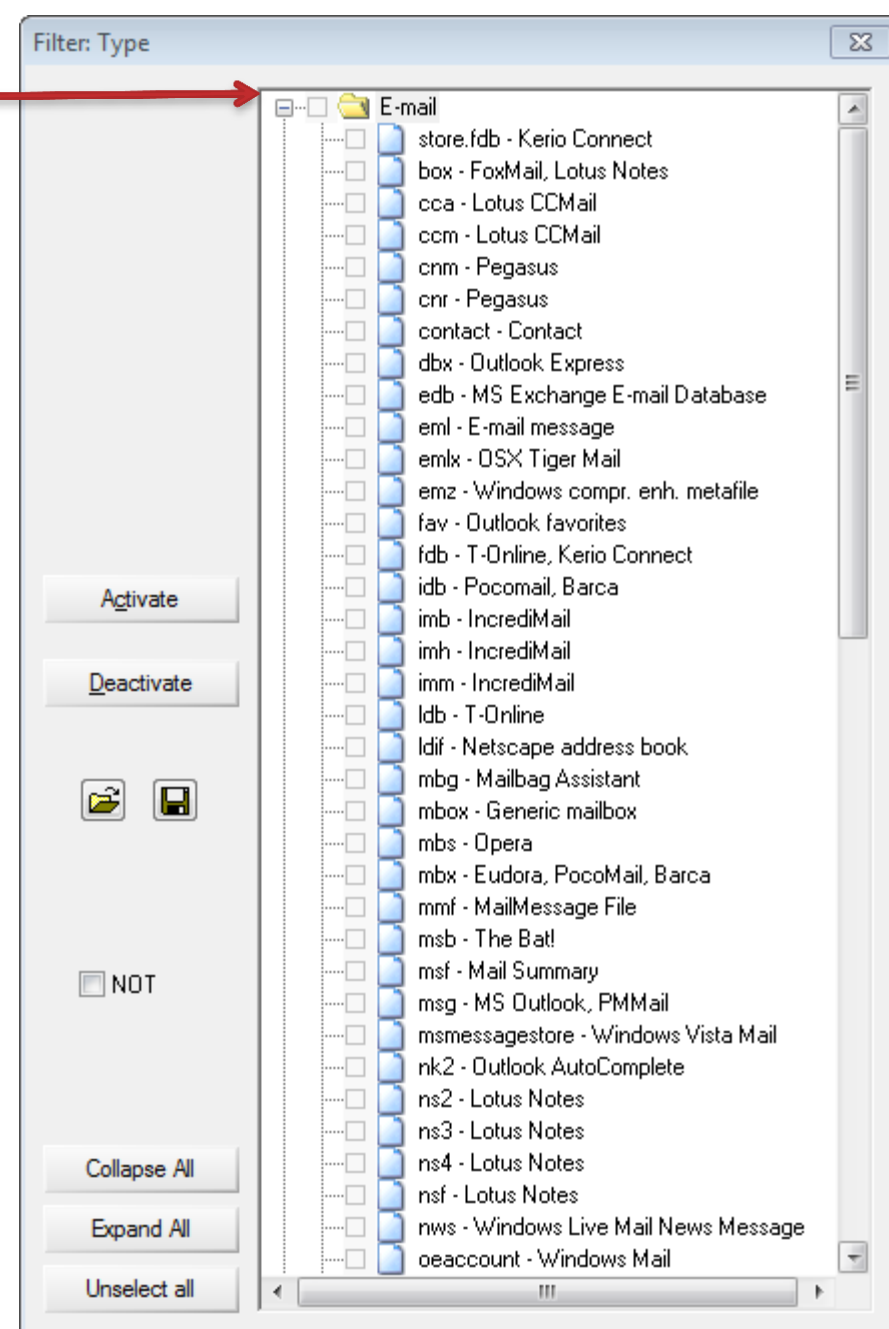 Filter: Type
E-mail
store.fdb - Kerio Connect
box - FoxMail, Lotus Notes
cca - Lotus CCMail
ccm - Lotus CCMail
cnm - Pegasus
cnr - Pegasus
contact - Contact
dbx - Outlook Express
edb - MS Exchange E-mail Database
eml - E-mail message
emlx - OSX Tiger Mail
emz - Windows compr. enh. metafile
fav - Outlook favorites
fdb - T-Online, Kerio Connect
idb - Pocomail, Barca
imb - IncrediMail
imh - IncrediMail
imm - IncrediMail
ldb - T-Online
ldif - Netscape address book
mbg - Mailbag Assistant
mbox - Generic mailbox
mbs - Opera
mbx - Eudora, PocoMail, Barca
mmf - MailMessage File
msb - The Bat!
msf - Mail Summary
msg - MS Outlook, PMMail
msmessagestore - Windows Vista Mail
nk2 - Outlook AutoComplete
ns2 - Lotus Notes
ns3 - Lotus Notes
ns4 - Lotus Notes
nsf - Lotus Notes
nws - Windows Live Mail News Message
oeaccount - Windows Mail
Activate
Deactivate
NOT
Collapse All
Expand All
Unselect all